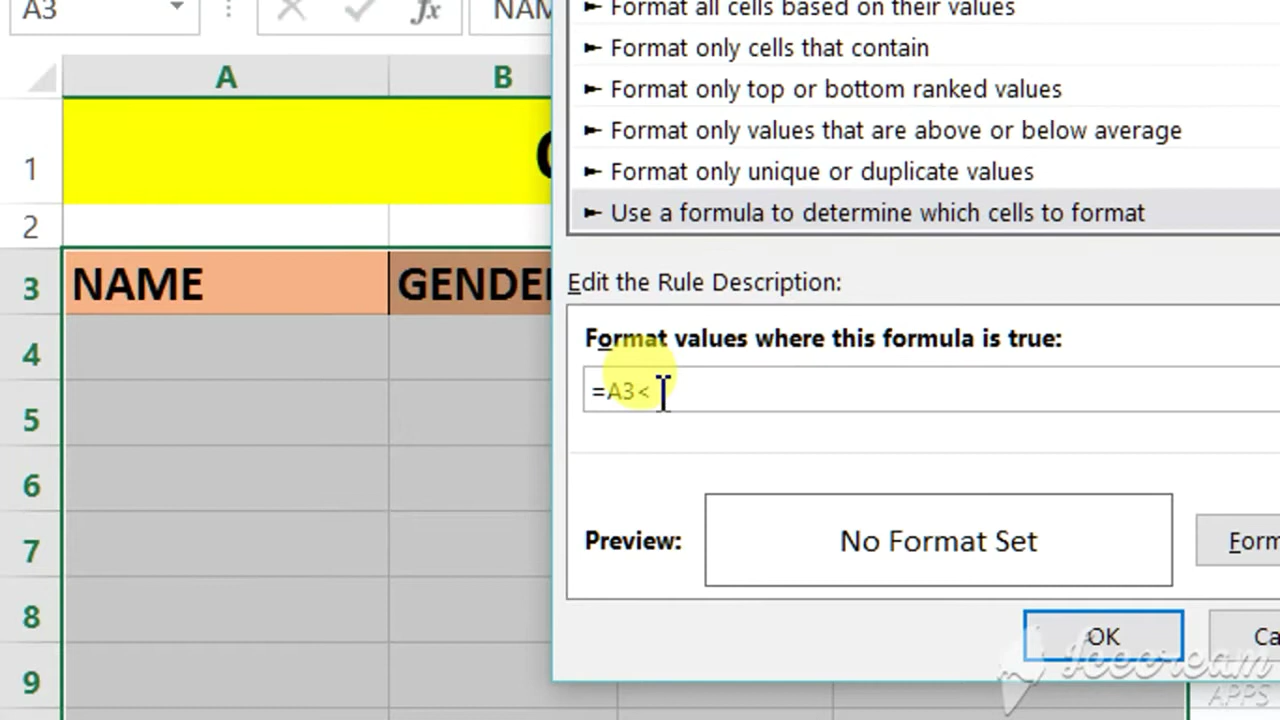 A3 fx NAM
Format all cells based on their values
► Format only cells that contain
► Format only top or bottom ranked values
► Format only values that are above or below average
► Format only unique or duplicate values
► Use a formula to determine which cells to format
A B
1
2
3 NAME GENDE
4
5
6
7
8
9
Edit the Rule Description:
Format values where this formula is true:
=A3<
Preview: No Format Set Form
OK Ca
Icecream
APPS